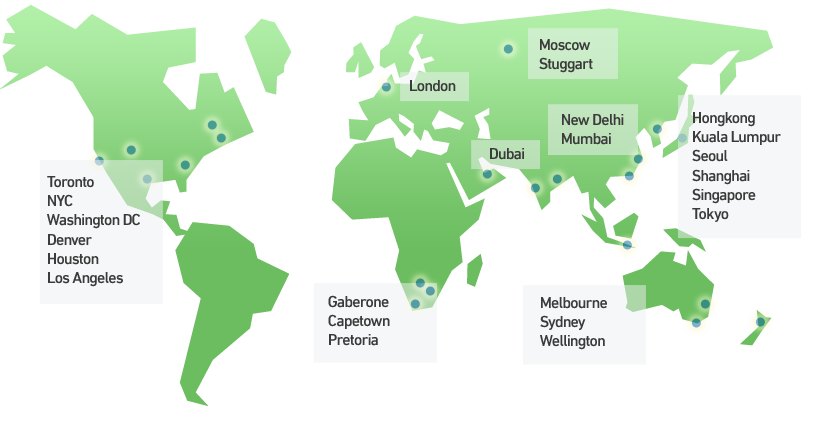 Moscow
Stuggart
London
New Delhi
Mumbai
Dubai
Hongkong
Kuala Lumpur
Seoul
Shanghai
Singapore
Tokyo
Toronto
NYC
Washington DC
Denver
Houston
Los Angeles
Gaberone
Capetown
Pretoria
Melbourne
Sydney
Wellington